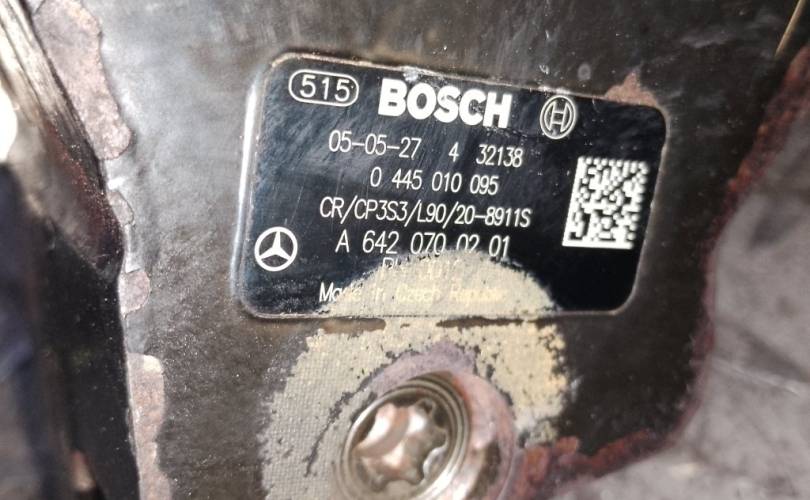 515 BOSCH
05-05-27 4 32138
0 445 010 095
CR/CP3S3/L90/20-8911S
A 642 070 02 01
Made in Czech Republic